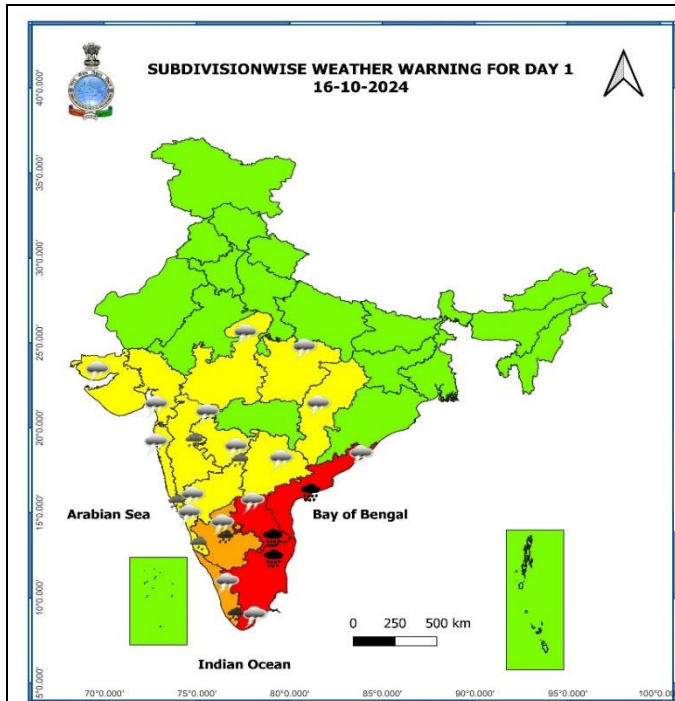 SUBDIVISIONWISE WEATHER WARNING FOR DAY 1
16-10-2024
40°0.000'
35°0.000'
30°0.000'
25°0.000'
20°0.000'
15°0.000'
10°0.000'
5°0.000'
Arabian Sea
Bay of Bengal
0 250 500 km
Indian Ocean
70°0.000' 75°0.000' 80°0.000' 85°0.000' 90°0.000' 95°0.000' 100°0.0